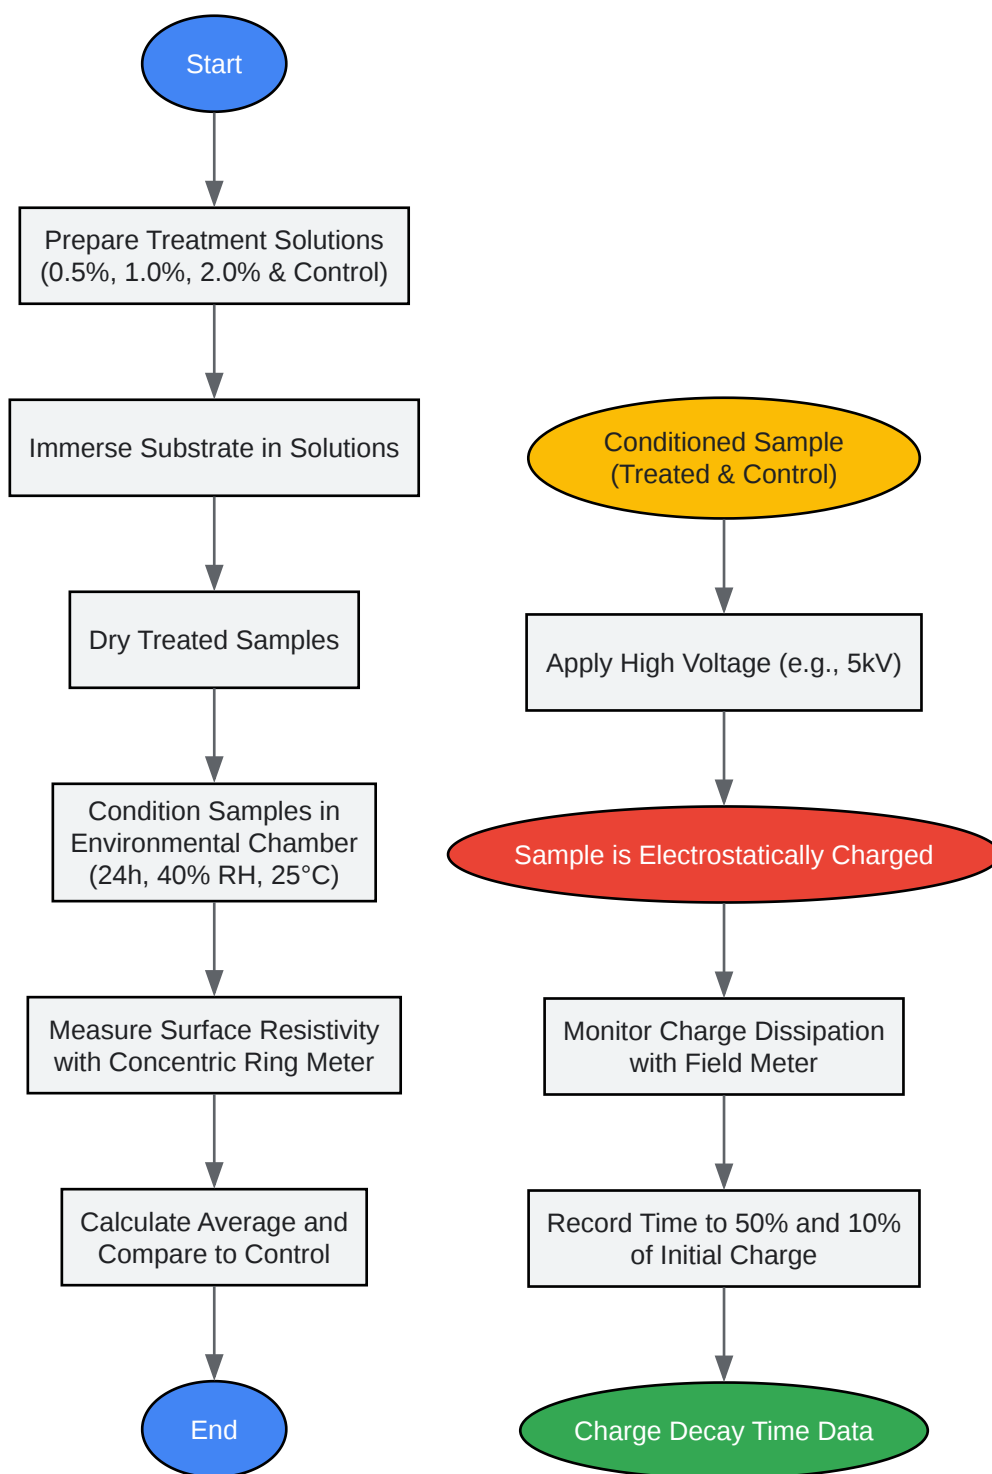 Start
Prepare Treatment Solutions
(0.5%, 1.0%, 2.0% & Control)
Immerse Substrate in Solutions
Dry Treated Samples
Condition Samples in
Environmental Chamber
(24h, 40% RH, 25°C)
Measure Surface Resistivity
with Concentric Ring Meter
Calculate Average and
Compare to Control
End
Conditioned Sample
(Treated & Control)
Apply High Voltage (e.g., 5kV)
Sample is Electrostatically Charged
Monitor Charge Dissipation
with Field Meter
Record Time to 50% and 10%
of Initial Charge
Charge Decay Time Data